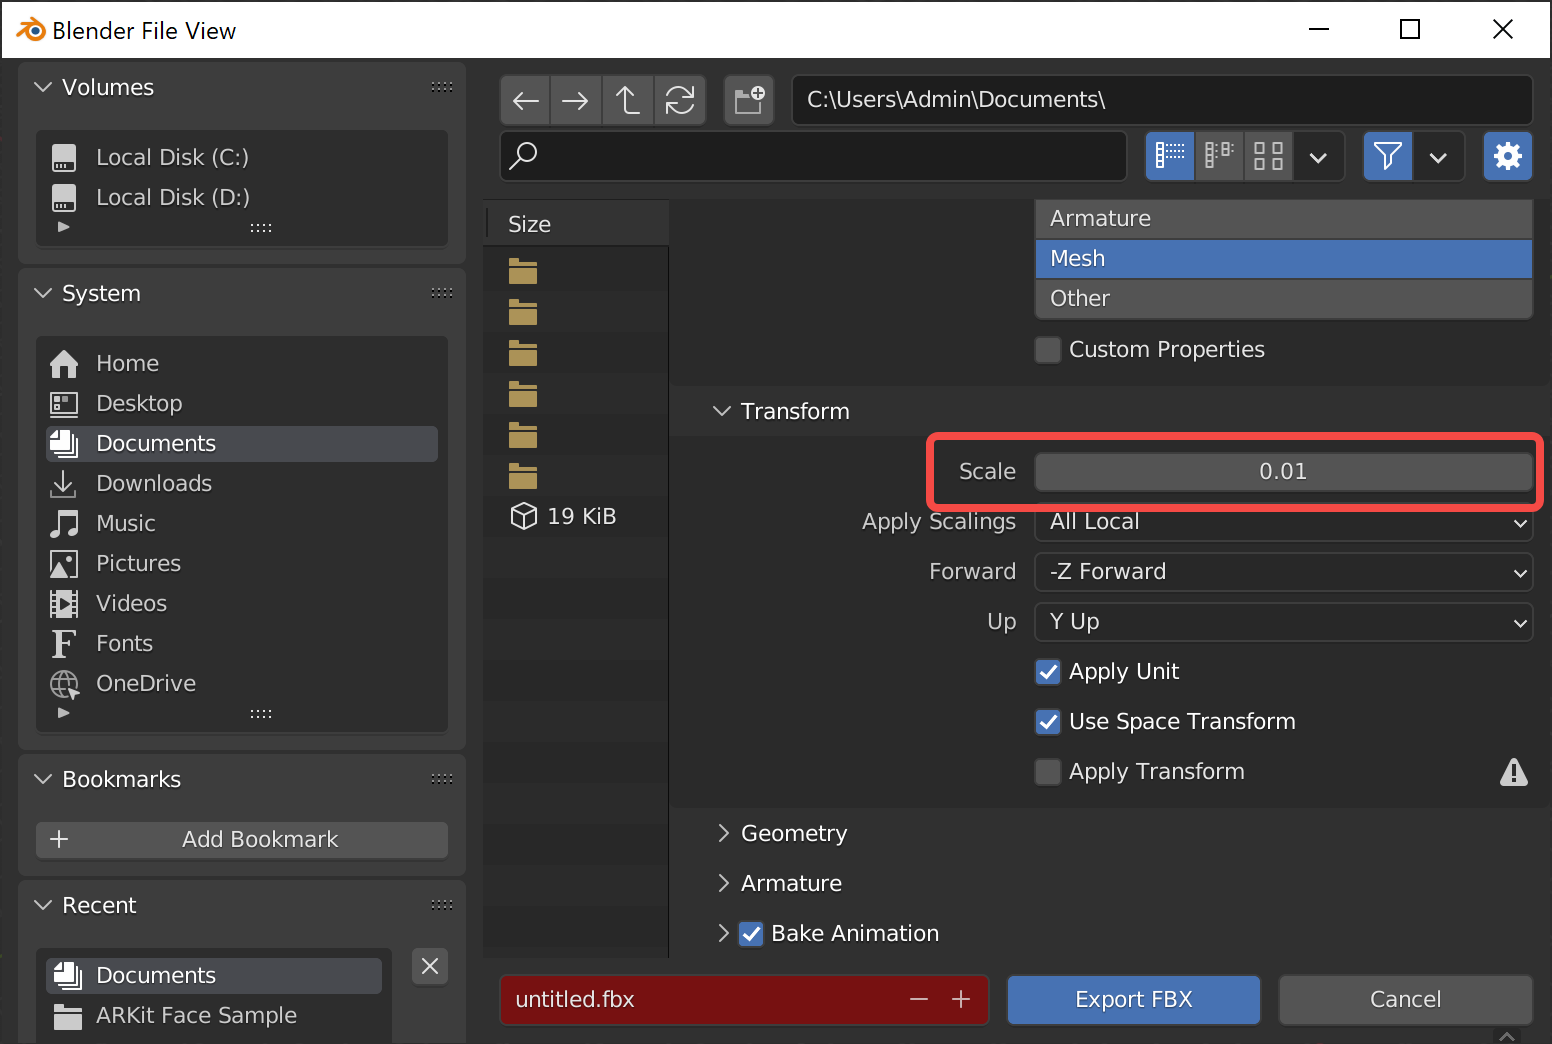 Blender File View
Volumes
Local Disk (C:)
Local Disk (D:)
System
Home
Desktop
Documents
Downloads
Music
Pictures
Videos
Fonts
OneDrive
Bookmarks
Add Bookmark
Recent
Documents
ARKit Face Sample
C:\Users\Admin\Documents\
Size
19 KiB
Armature
Mesh
Other
Custom Properties
Transform
Scale 0.01
Apply Scalings All Local
Forward -Z Forward
Up Y Up
Apply Unit
Use Space Transform
Apply Transform
Geometry
Armature
Bake Animation
untitled.fbx
Export FBX
Cancel